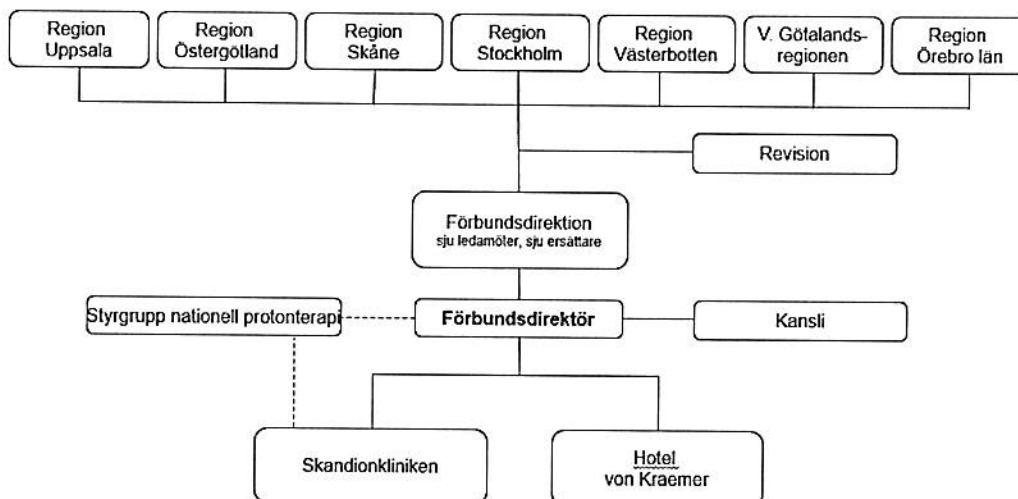 Region
Uppsala
Region
Östergötland
Region
Skåne
Region
Stockholm
Region
Västerbotten
V. Götalands-
regionen
Region
Örebro län
Revision
Förbundsdirektion
sju ledamöter, sju ersättare
Styrgrupp nationell protonterapi
Förbundsdirektör
Kansli
Skandionkliniken
Hotel
von Kraemer